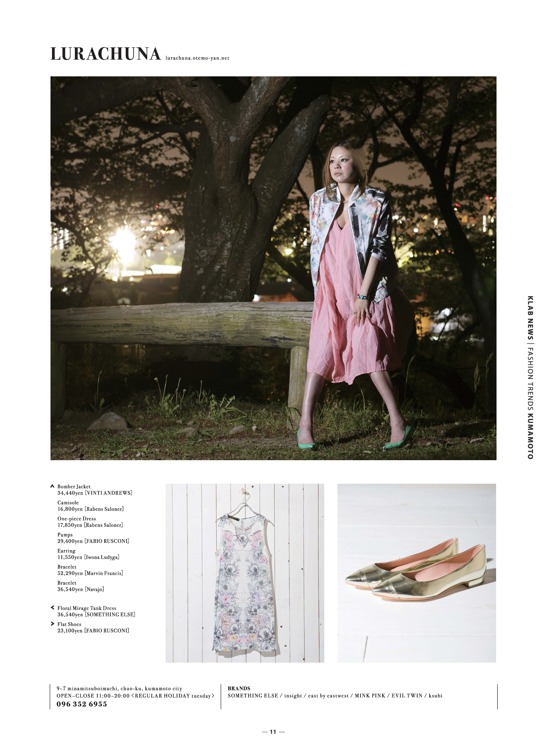 LURACHUNA lurachuna.otemo-yan.net
KLAB NEWS | FASHION TRENDS KUMAMOTO
Bomber Jacket
34,440yen [VINTI ANDREWS]
Camisole
16,800yen [Rabens Saloner]
One-piece Dress
17,850yen [Rabens Saloner]
Pumps
29,400yen [FABIO RUSCONI]
Earring
11,550yen [Iwona Ludyga]
Bracelet
52,290yen [Marvin Francis]
Bracelet
36,540yen [Navajo]
Floral Mirage Tank Dress
36,540yen [SOMETHING ELSE]
Flat Shoes
23,100yen [FABIO RUSCONI]
9-7 minamitsuboimachi, chuo-ku, kumamoto city
OPEN-CLOSE 11:00-20:00〈REGULAR HOLIDAY tuesday〉
096 352 6955
BRANDS
SOMETHING ELSE / insight / east by eastwest / MINK PINK / EVIL TWIN / ksubi
— 11 —